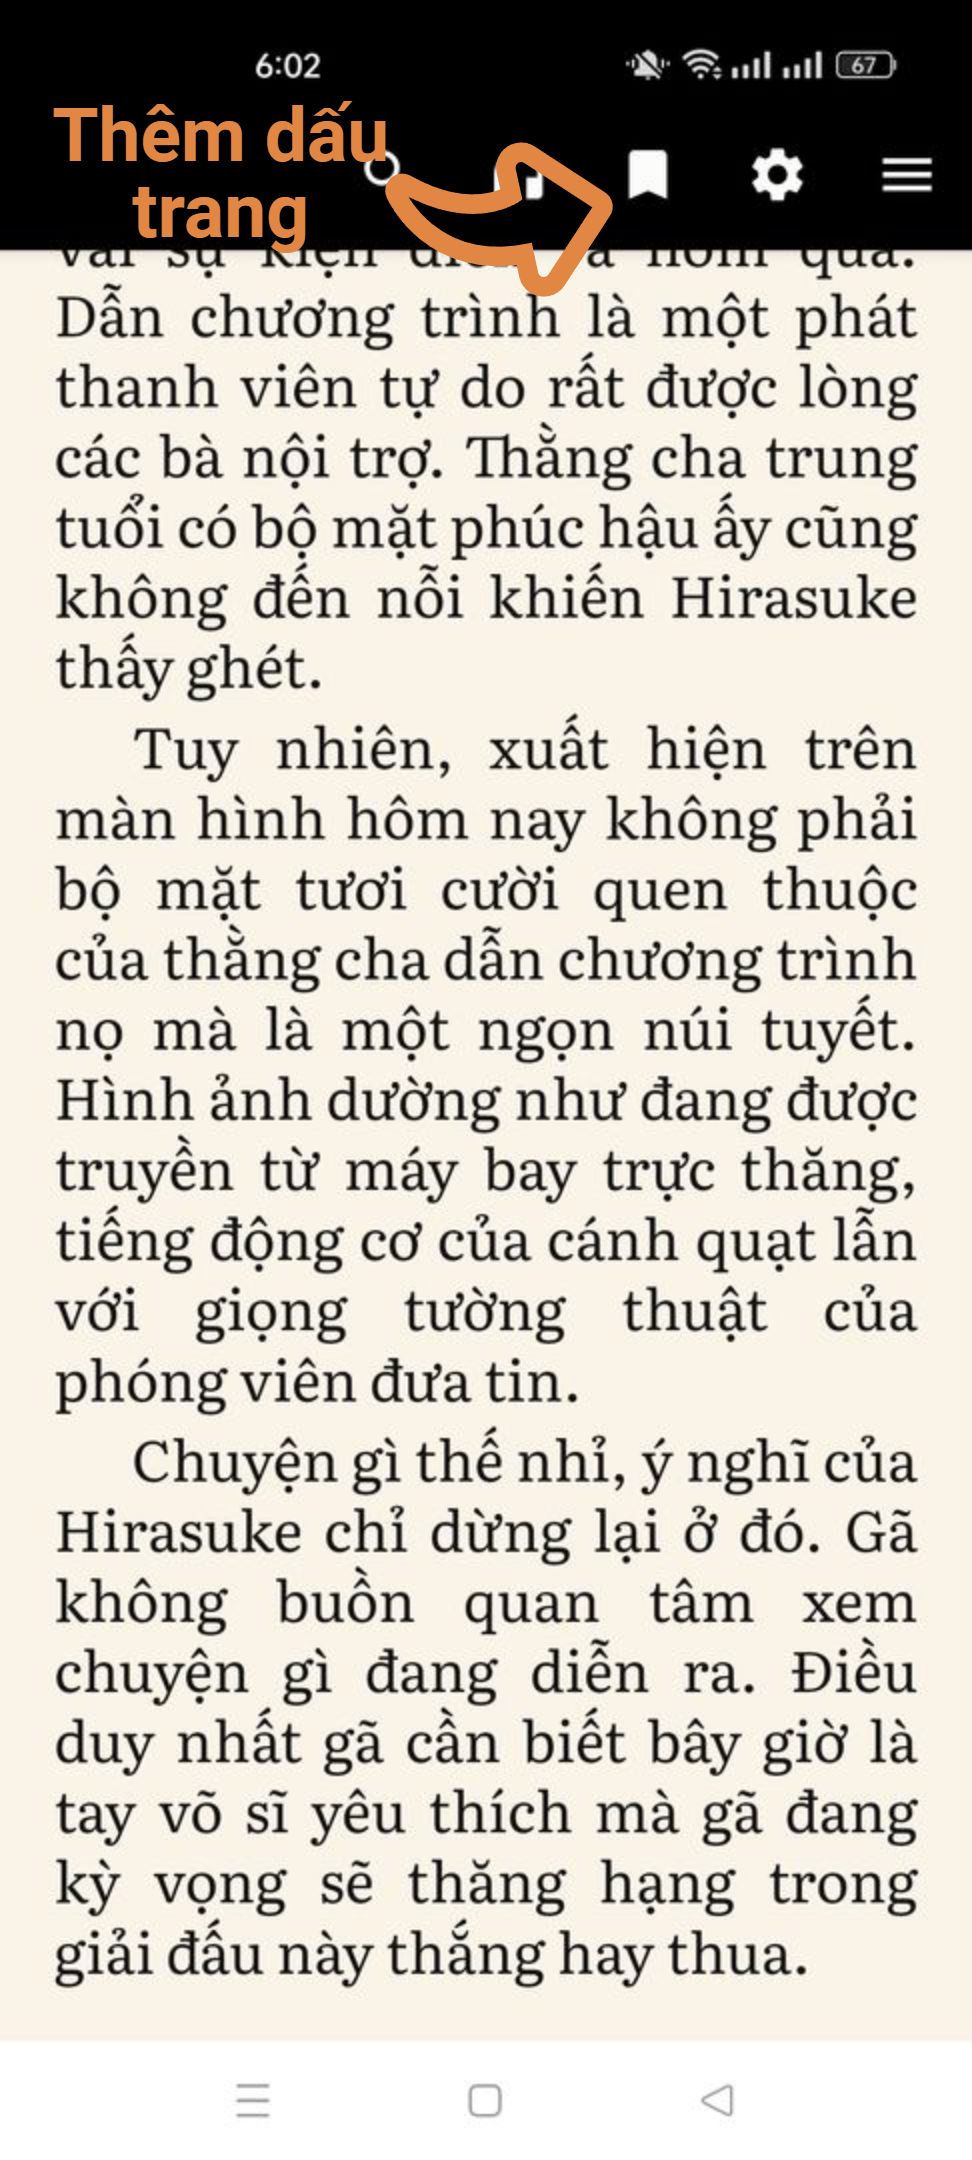 6:02
67
Thêm dấu
trang
vài sự kiện hôm qua.
Dẫn chương trình là một phát
thanh viên tự do rất được lòng
các bà nội trợ. Thằng cha trung
tuổi có bộ mặt phúc hậu ấy cũng
không đến nỗi khiến Hirasuke
thấy ghét.
Tuy nhiên, xuất hiện trên
màn hình hôm nay không phải
bộ mặt tươi cười quen thuộc
của thằng cha dẫn chương trình
nọ mà là một ngọn núi tuyết.
Hình ảnh dường như đang được
truyền từ máy bay trực thăng,
tiếng động cơ của cánh quạt lẫn
với giọng tường thuật của
phóng viên đưa tin.
Chuyện gì thế nhỉ, ý nghĩ của
Hirasuke chỉ dừng lại ở đó. Gã
không buồn quan tâm xem
chuyện gì đang diễn ra. Điều
duy nhất gã cần biết bây giờ là
tay võ sĩ yêu thích mà gã đang
kỳ vọng sẽ thăng hạng trong
giải đấu này thắng hay thua.